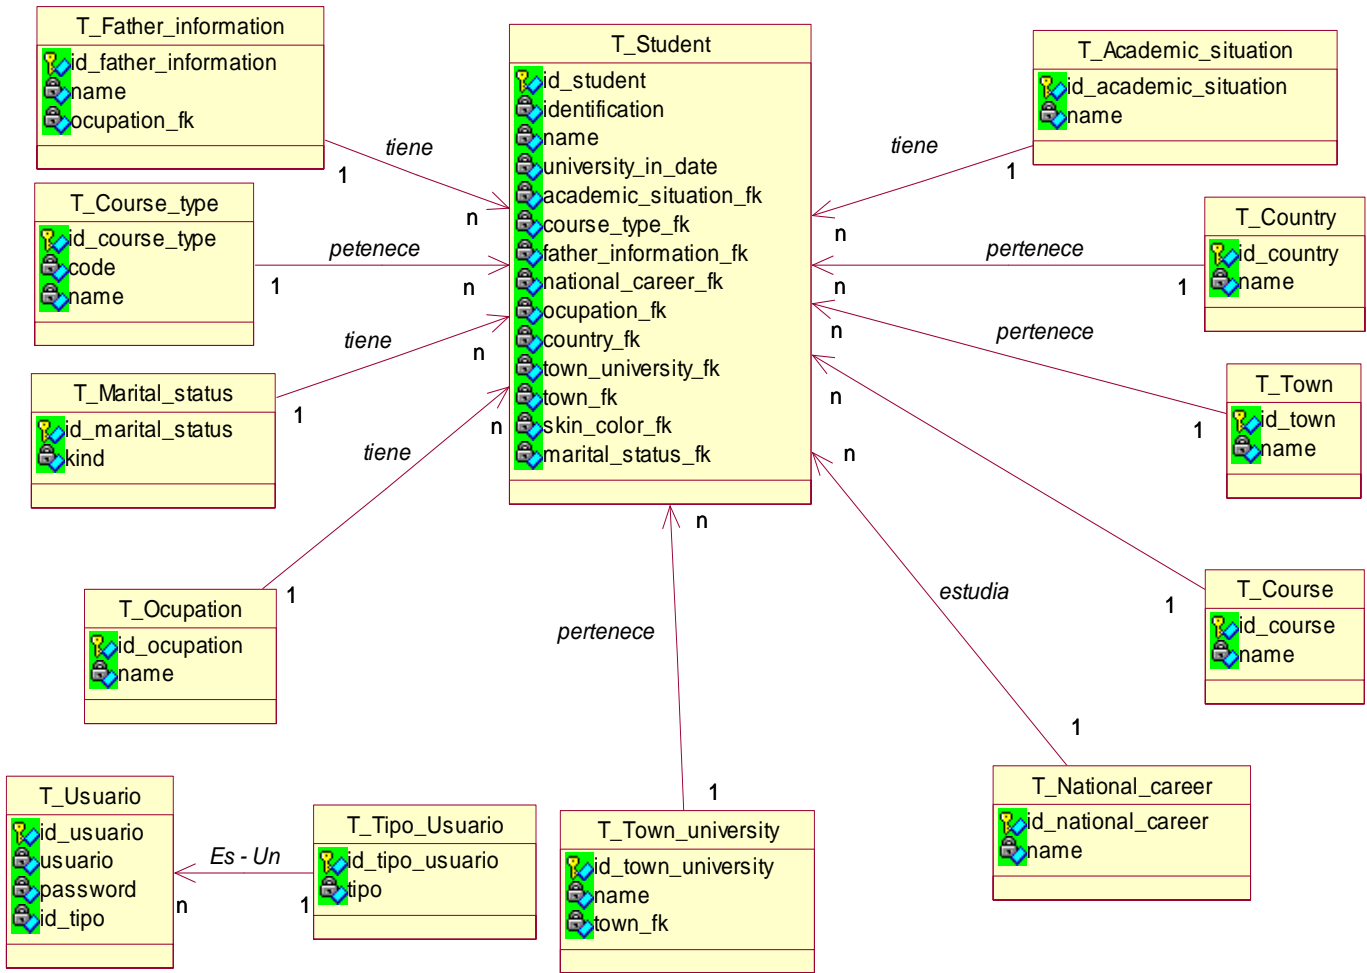 T_Father_information
id_father_information
name
ocupation_fk
tiene
1
n
T_Course_type
id_course_type
code
name
petenece
1
n
T_Marital_status
id_marital_status
kind
tiene
1
n
T_Ocupation
id_ocupation
name
tiene
1
n
T_Student
id_student
identification
name
university_in_date
academic_situation_fk
course_type_fk
father_information_fk
national_career_fk
ocupation_fk
country_fk
town_university_fk
town_fk
skin_color_fk
marital_status_fk
T_Academic_situation
id_academic_situation
name
tiene
1
n
T_Country
id_country
name
pertenece
1
n
T_Town
id_town
name
pertenece
1
n
T_Course
id_course
name
1
n
T_National_career
id_national_career
name
estudia
1
n
T_Town_university
id_town_university
name
town_fk
pertenece
1
n
T_Usuario
id_usuario
usuario
password
id_tipo
Es - Un
n
1
T_Tipo_Usuario
id_tipo_usuario
tipo